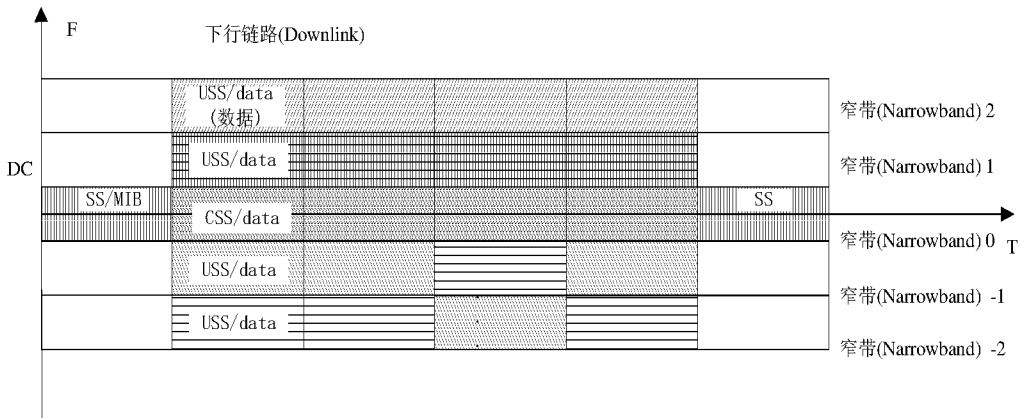 F
下行链路(Downlink)
USS/data
(数据)
窄带(Narrowband) 2
USS/data
窄带(Narrowband) 1
DC
SS/MIB
SS
CSS/data
窄带(Narrowband) 0
T
USS/data
窄带(Narrowband) -1
USS/data
窄带(Narrowband) -2